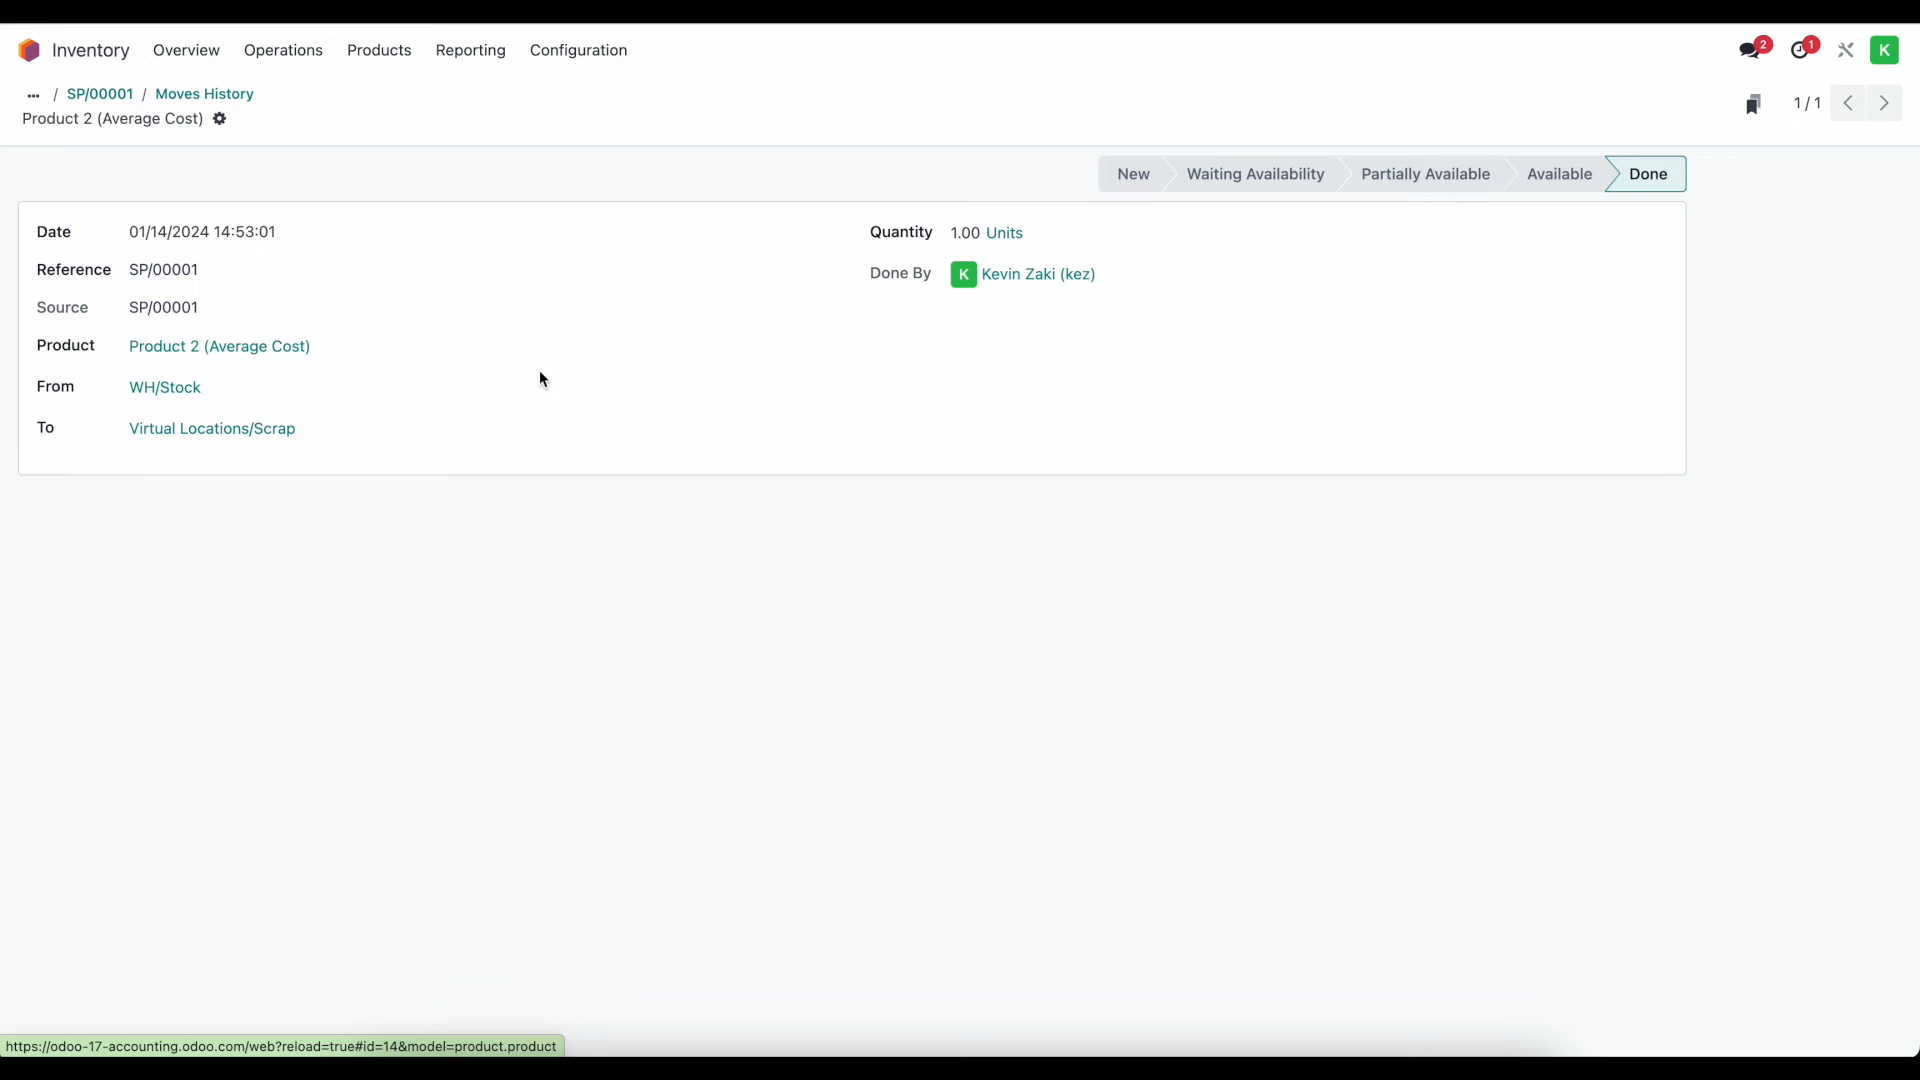 Inventory Overview Operations Products Reporting Configuration 2 1 K
... / SP/00001 / Moves History
Product 2 (Average Cost)
1 / 1
New Waiting Availability Partially Available Available Done
Date 01/14/2024 14:53:01
Quantity 1.00 Units
Reference SP/00001
Done By K Kevin Zaki (kez)
Source SP/00001
Product Product 2 (Average Cost)
From WH/Stock
To Virtual Locations/Scrap
https://odoo-17-accounting.odoo.com/web?reload=true#id=14&model=product.product